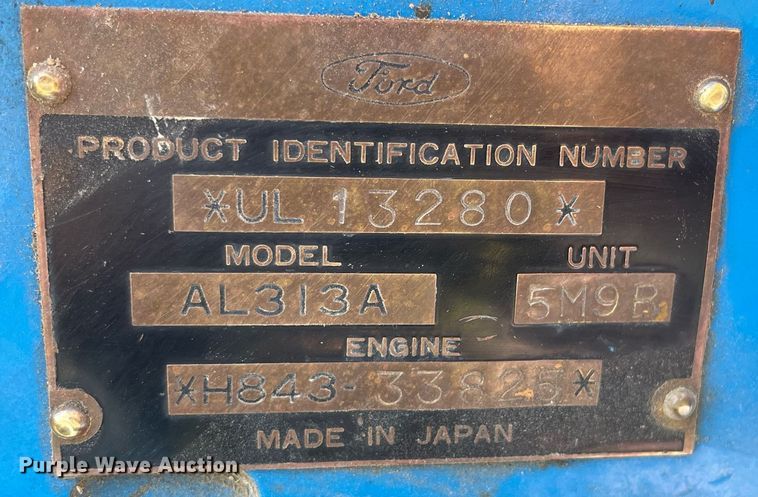 Ford
PRODUCT IDENTIFICATION NUMBER
*UL 13280*
MODEL UNIT
AL313A 5M9B
ENGINE
*H843-33825*
MADE IN JAPAN
Purple Wave Auction